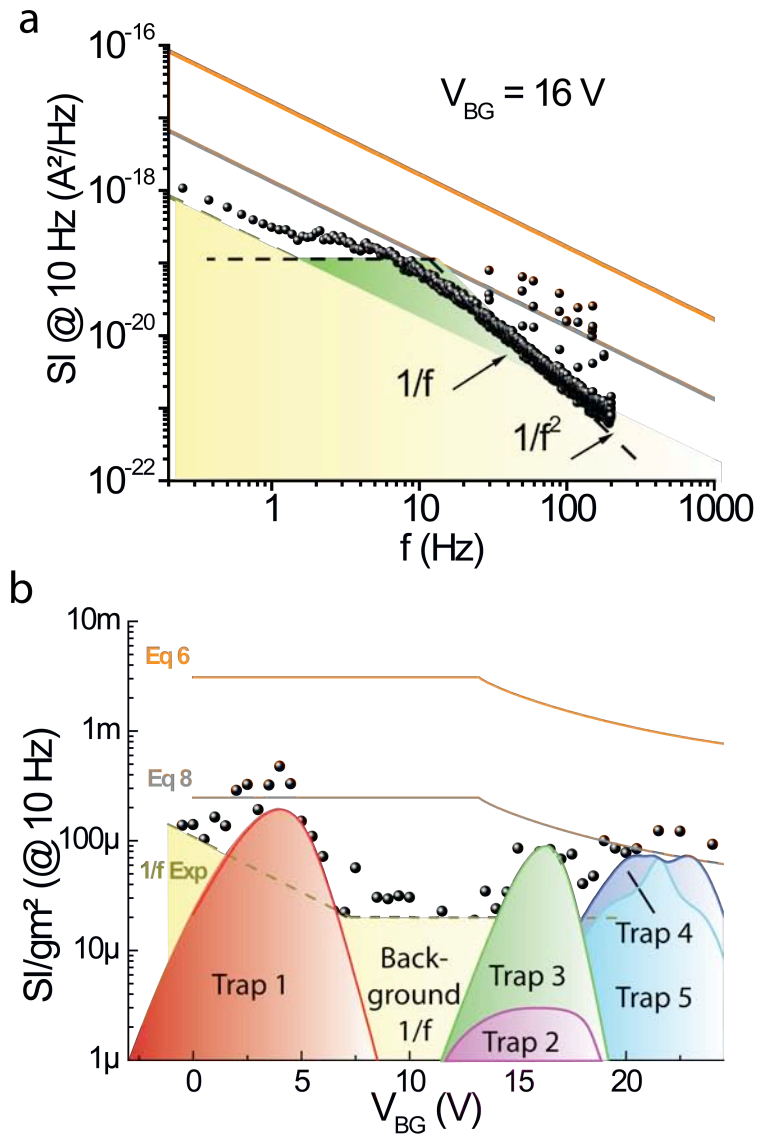 a
SI @ 10 Hz (A²/Hz)
10⁻¹⁶
10⁻¹⁸
10⁻²⁰
10⁻²²
V_BG = 16 V
1/f
1/f²
1 10 100 1000
f (Hz)
b
SI/gm² (@ 10 Hz)
10m
1m
100µ
10µ
1µ
Eq 6
Eq 8
1/f Exp
Trap 1
Back-
ground
1/f
Trap 3
Trap 2
Trap 4
Trap 5
0 5 10 15 20
V_BG (V)